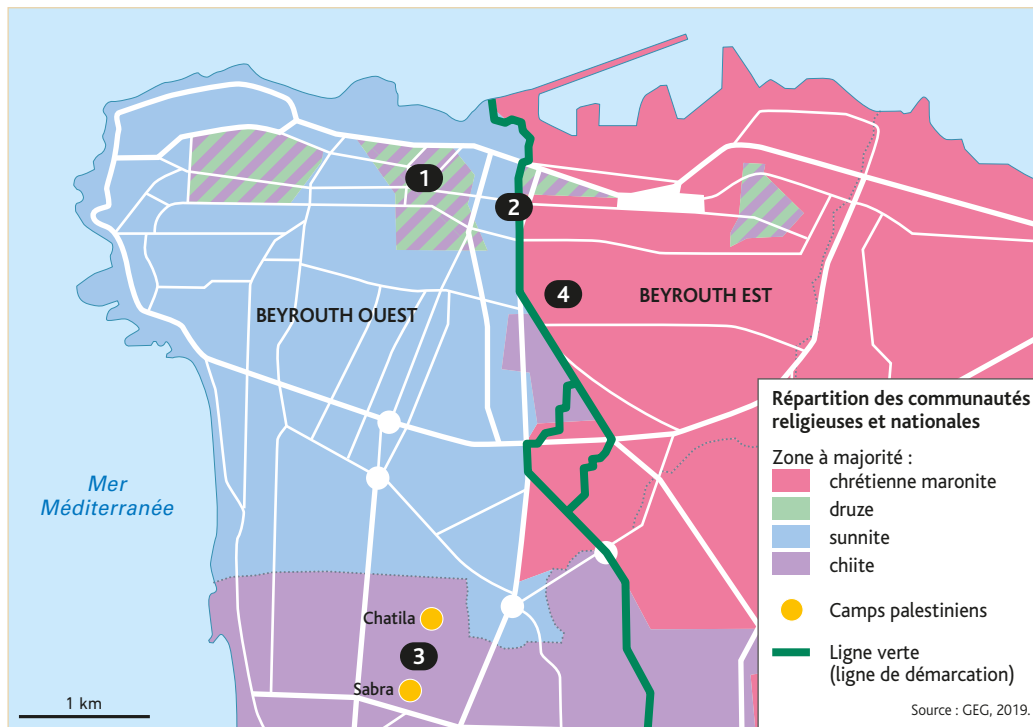 1
2
4
BEYROUTH OUEST
BEYROUTH EST
Mer
Méditerranée
Chatila
3
Sabra
1 km
Répartition des communautés
religieuses et nationales
Zone à majorité :
chrétienne maronite
druze
sunnite
chiite
Camps palestiniens
Ligne verte
(ligne de démarcation)
Source : GEG, 2019.